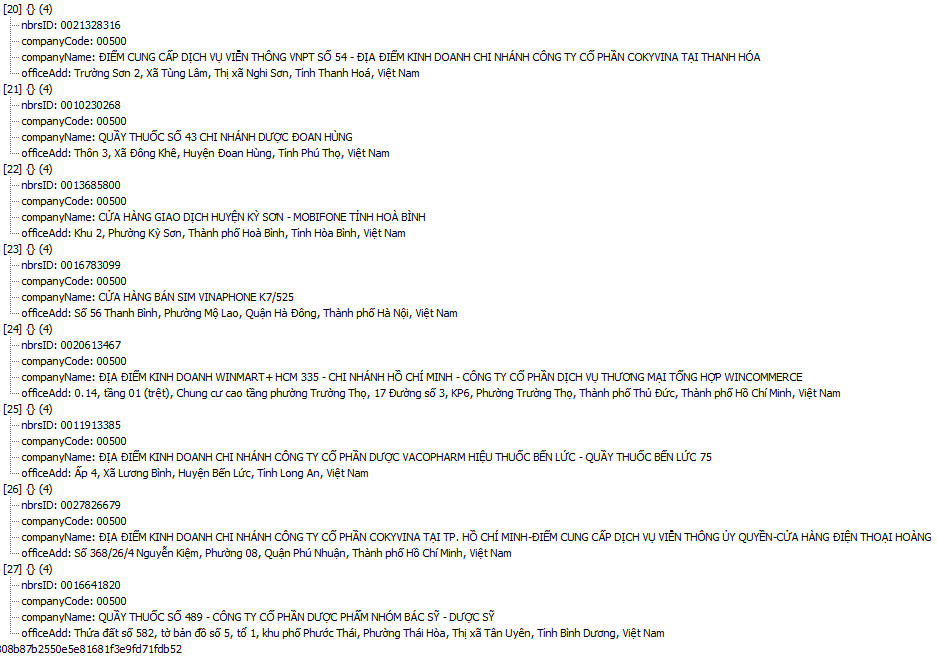 [20] {} (4)
nbrsID: 0021328316
companyCode: 00500
companyName: ĐIỂM CUNG CẤP DỊCH VỤ VIỄN THÔNG VNPT SỐ 54 - ĐỊA ĐIỂM KINH DOANH CHI NHÁNH CÔNG TY CỔ PHẦN COKYVINA TẠI THANH HÓA
officeAdd: Trường Sơn 2, Xã Tùng Lâm, Thị xã Nghi Sơn, Tỉnh Thanh Hoá, Việt Nam
[21] {} (4)
nbrsID: 0010230268
companyCode: 00500
companyName: QUẦY THUỐC SỐ 43 CHI NHÁNH DƯỢC ĐOAN HÙNG
officeAdd: Thôn 3, Xã Đông Khê, Huyện Đoan Hùng, Tỉnh Phú Thọ, Việt Nam
[22] {} (4)
nbrsID: 0013685800
companyCode: 00500
companyName: CỬA HÀNG GIAO DỊCH HUYỆN KỲ SƠN - MOBIFONE TỈNH HOÀ BÌNH
officeAdd: Khu 2, Phường Kỳ Sơn, Thành phố Hoà Bình, Tỉnh Hòa Bình, Việt Nam
[23] {} (4)
nbrsID: 0016783099
companyCode: 00500
companyName: CỬA HÀNG BÁN SIM VINAPHONE K7/525
officeAdd: Số 56 Thanh Bình, Phường Mộ Lao, Quận Hà Đông, Thành phố Hà Nội, Việt Nam
[24] {} (4)
nbrsID: 0020613467
companyCode: 00500
companyName: ĐỊA ĐIỂM KINH DOANH WINMART+ HCM 335 - CHI NHÁNH HỒ CHÍ MINH - CÔNG TY CỔ PHẦN DỊCH VỤ THƯƠNG MẠI TỔNG HỢP WINCOMMERCE
officeAdd: 0.14, tầng 01 (trệt), Chung cư cao tầng phường Trường Thọ, 17 Đường số 3, KP6, Phường Trường Thọ, Thành phố Thủ Đức, Thành phố Hồ Chí Minh, Việt Nam
[25] {} (4)
nbrsID: 0011913385
companyCode: 00500
companyName: ĐỊA ĐIỂM KINH DOANH CHI NHÁNH CÔNG TY CỔ PHẦN DƯỢC VACOPHARM HIỆU THUỐC BẾN LỨC - QUẦY THUỐC BẾN LỨC 75
officeAdd: Ấp 4, Xã Lương Bình, Huyện Bến Lức, Tỉnh Long An, Việt Nam
[26] {} (4)
nbrsID: 0027826679
companyCode: 00500
companyName: ĐỊA ĐIỂM KINH DOANH CHI NHÁNH CÔNG TY CỔ PHẦN COKYVINA TẠI TP. HỒ CHÍ MINH-ĐIỂM CUNG CẤP DỊCH VỤ VIỄN THÔNG ỦY QUYỀN-CỬA HÀNG ĐIỆN THOẠI HOÀNG
officeAdd: Số 368/26/4 Nguyễn Kiệm, Phường 08, Quận Phú Nhuận, Thành phố Hồ Chí Minh, Việt Nam
[27] {} (4)
nbrsID: 0016641820
companyCode: 00500
companyName: QUẦY THUỐC SỐ 489 - CÔNG TY CỔ PHẦN DƯỢC PHẨM NHÓM BÁC SỸ - DƯỢC SỸ
officeAdd: Thửa đất số 582, tờ bản đồ số 5, tổ 1, khu phố Phước Thái, Phường Thái Hòa, Thị xã Tân Uyên, Tỉnh Bình Dương, Việt Nam
308b87b2550e5e81681f3e9fd71fdb52